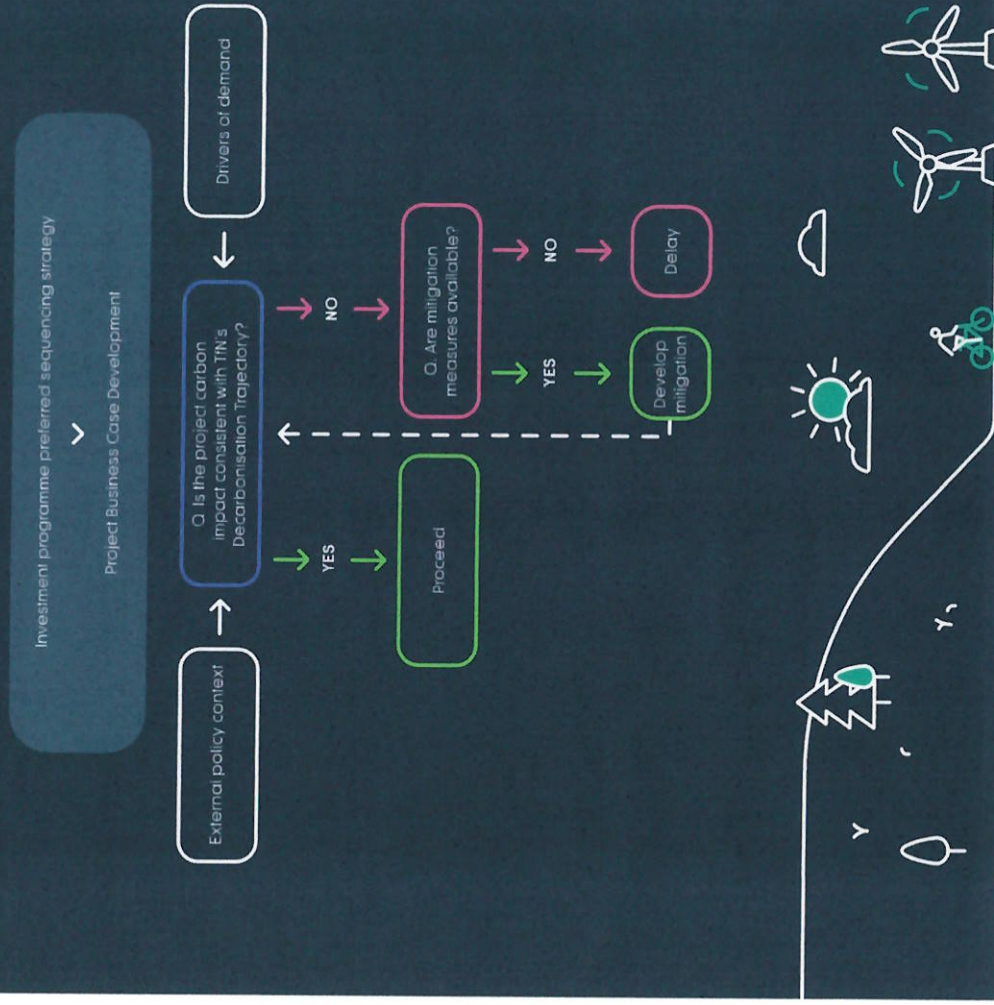 Investment programme preferred sequencing strategy
Project Business Case Development
External policy context
Q. Is the project carbon
impact consistent with TfN's
Decarbonisation Trajectory?
Drivers of demand
YES
NO
Proceed
Q. Are mitigation
measures available?
YES
NO
Develop
mitigation
Delay